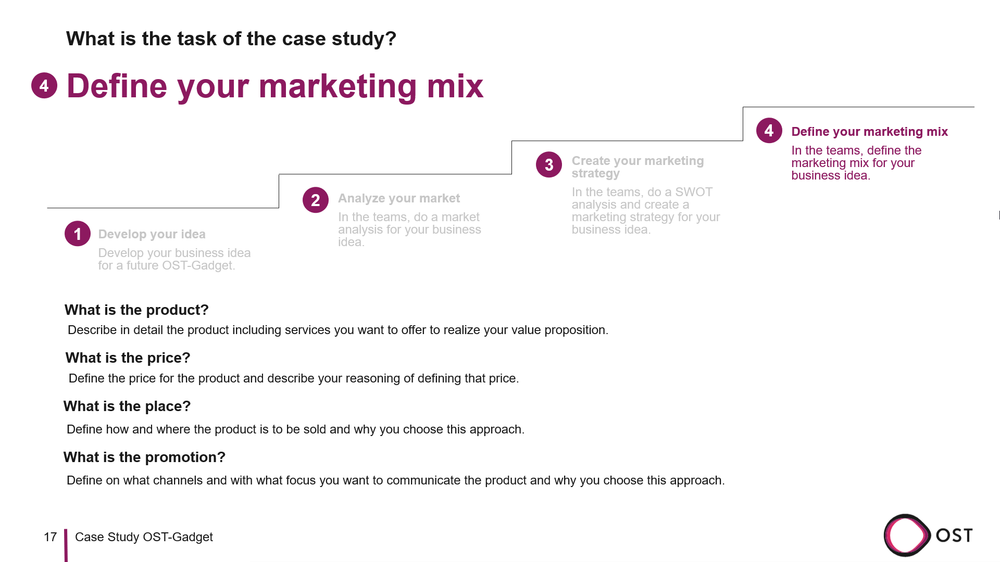 What is the task of the case study?
4 Define your marketing mix
4 Define your marketing mix
In the teams, define the
marketing mix for your
business idea.
3 Create your marketing
strategy
In the teams, do a SWOT
analysis and create a
marketing strategy for your
business idea.
2 Analyze your market
In the teams, do a market
analysis for your business
idea.
1 Develop your idea
Develop your business idea
for a future OST-Gadget.
What is the product?
Describe in detail the product including services you want to offer to realize your value proposition.
What is the price?
Define the price for the product and describe your reasoning of defining that price.
What is the place?
Define how and where the product is to be sold and why you choose this approach.
What is the promotion?
Define on what channels and with what focus you want to communicate the product and why you choose this approach.
17 Case Study OST-Gadget
OST